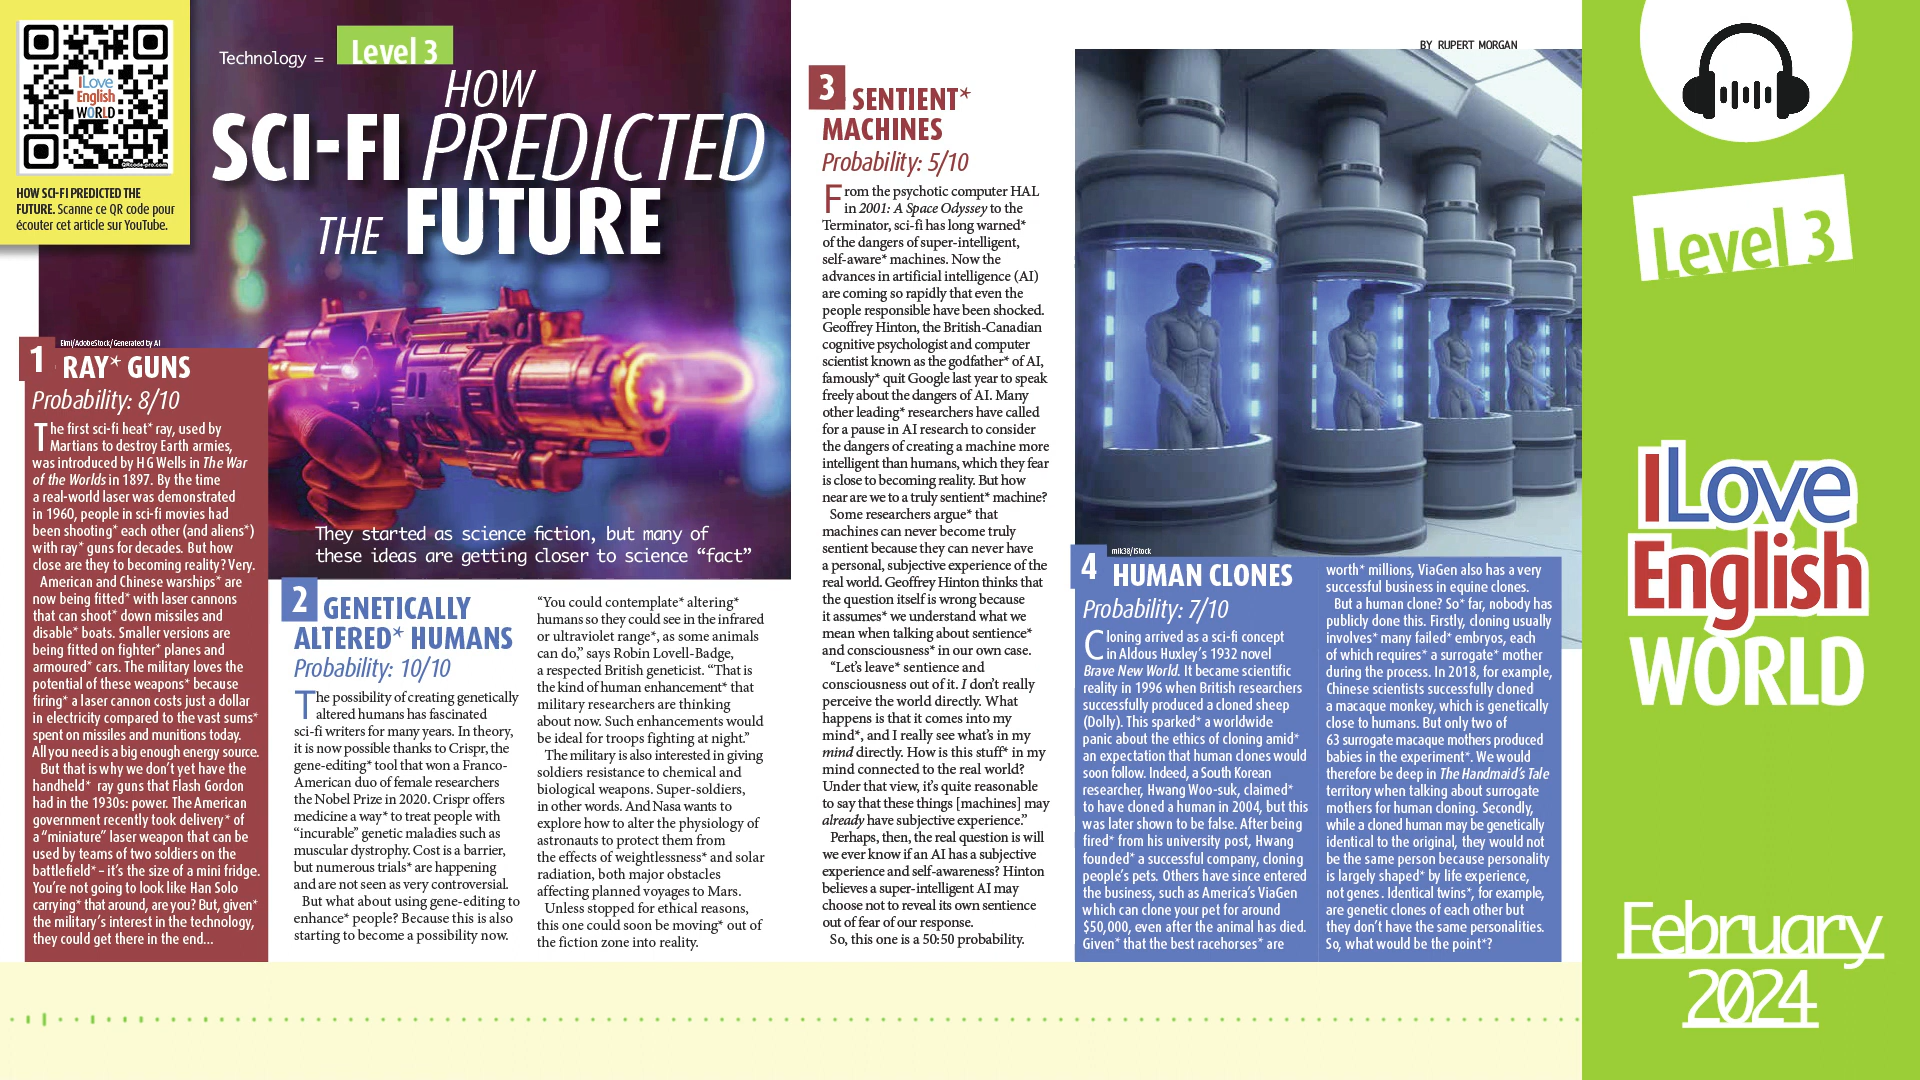 ILove
English
WORLD
QRcode-pro.com
HOW SCI-FI PREDICTED THE
FUTURE. Scanne ce QR code pour
écouter cet article sur YouTube.
Technology =
Level 3
HOW
SCI-FI PREDICTED
THE FUTURE
They started as science fiction, but many of
these ideas are getting closer to science “fact”
Eimi/AdobeStock/Generated by AI
1 RAY* GUNS
Probability: 8/10
The first sci-fi heat* ray, used by
Martians to destroy Earth armies,
was introduced by H G Wells in The War
of the Worlds in 1897. By the time
a real-world laser was demonstrated
in 1960, people in sci-fi movies had
been shooting* each other (and aliens*)
with ray* guns for decades. But how
close are they to becoming reality? Very.
American and Chinese warships* are
now being fitted* with laser cannons
that can shoot* down missiles and
disable* boats. Smaller versions are
being fitted on fighter* planes and
armoured* cars. The military loves the
potential of these weapons* because
firing* a laser cannon costs just a dollar
in electricity compared to the vast sums*
spent on missiles and munitions today.
All you need is a big enough energy source.
But that is why we don’t yet have the
handheld* ray guns that Flash Gordon
had in the 1930s: power. The American
government recently took delivery* of
a “miniature” laser weapon that can be
used by teams of two soldiers on the
battlefield* – it’s the size of a mini fridge.
You’re not going to look like Han Solo
carrying* that around, are you? But, given*
the military’s interest in the technology,
they could get there in the end...
2 GENETICALLY
ALTERED* HUMANS
Probability: 10/10
The possibility of creating genetically
altered humans has fascinated
sci-fi writers for many years. In theory,
it is now possible thanks to Crispr, the
gene-editing* tool that won a Franco-
American duo of female researchers
the Nobel Prize in 2020. Crispr offers
medicine a way* to treat people with
“incurable” genetic maladies such as
muscular dystrophy. Cost is a barrier,
but numerous trials* are happening
and are not seen as very controversial.
But what about using gene-editing to
enhance* people? Because this is also
starting to become a possibility now.
“You could contemplate* altering*
humans so they could see in the infrared
or ultraviolet range*, as some animals
can do,” says Robin Lovell-Badge,
a respected British geneticist. “That is
the kind of human enhancement* that
military researchers are thinking
about now. Such enhancements would
be ideal for troops fighting at night.”
The military is also interested in giving
soldiers resistance to chemical and
biological weapons. Super-soldiers,
in other words. And Nasa wants to
explore how to alter the physiology of
astronauts to protect them from
the effects of weightlessness* and solar
radiation, both major obstacles
affecting planned voyages to Mars.
Unless stopped for ethical reasons,
this one could soon be moving* out of
the fiction zone into reality.
3 SENTIENT*
MACHINES
Probability: 5/10
From the psychotic computer HAL
in 2001: A Space Odyssey to the
Terminator, sci-fi has long warned*
of the dangers of super-intelligent,
self-aware* machines. Now the
advances in artificial intelligence (AI)
are coming so rapidly that even the
people responsible have been shocked.
Geoffrey Hinton, the British-Canadian
cognitive psychologist and computer
scientist known as the godfather* of AI,
famously* quit Google last year to speak
freely about the dangers of AI. Many
other leading* researchers have called
for a pause in AI research to consider
the dangers of creating a machine more
intelligent than humans, which they fear
is close to becoming reality. But how
near are we to a truly sentient* machine?
Some researchers argue* that
machines can never become truly
sentient because they can never have
a personal, subjective experience of the
real world. Geoffrey Hinton thinks that
the question itself is wrong because
it assumes* we understand what we
mean when talking about sentience*
and consciousness* in our own case.
“Let’s leave* sentience and
consciousness out of it. I don’t really
perceive the world directly. What
happens is that it comes into my
mind*, and I really see what’s in my
mind directly. How is this stuff* in my
mind connected to the real world?
Under that view, it’s quite reasonable
to say that these things [machines] may
already have subjective experience.”
Perhaps, then, the real question is will
we ever know if an AI has a subjective
experience and self-awareness? Hinton
believes a super-intelligent AI may
choose not to reveal its own sentience
out of fear of our response.
So, this one is a 50:50 probability.
BY RUPERT MORGAN
mik38/iStock
4 HUMAN CLONES
Probability: 7/10
Cloning arrived as a sci-fi concept
in Aldous Huxley’s 1932 novel
Brave New World. It became scientific
reality in 1996 when British researchers
successfully produced a cloned sheep
(Dolly). This sparked* a worldwide
panic about the ethics of cloning amid*
an expectation that human clones would
soon follow. Indeed, a South Korean
researcher, Hwang Woo-suk, claimed*
to have cloned a human in 2004, but this
was later shown to be false. After being
fired* from his university post, Hwang
founded* a successful company, cloning
people’s pets. Others have since entered
the business, such as America’s ViaGen
which can clone your pet for around
$50,000, even after the animal has died.
Given* that the best racehorses* are
worth* millions, ViaGen also has a very
successful business in equine clones.
But a human clone? So* far, nobody has
publicly done this. Firstly, cloning usually
involves* many failed* embryos, each
of which requires* a surrogate* mother
during the process. In 2018, for example,
Chinese scientists successfully cloned
a macaque monkey, which is genetically
close to humans. But only two of
63 surrogate macaque mothers produced
babies in the experiment*. We would
therefore be deep in The Handmaid’s Tale
territory when talking about surrogate
mothers for human cloning. Secondly,
while a cloned human may be genetically
identical to the original, they would not
be the same person because personality
is largely shaped* by life experience,
not genes . Identical twins*, for example,
are genetic clones of each other but
they don’t have the same personalities.
So, what would be the point*?
Level 3
I Love
English
WORLD
February
2024